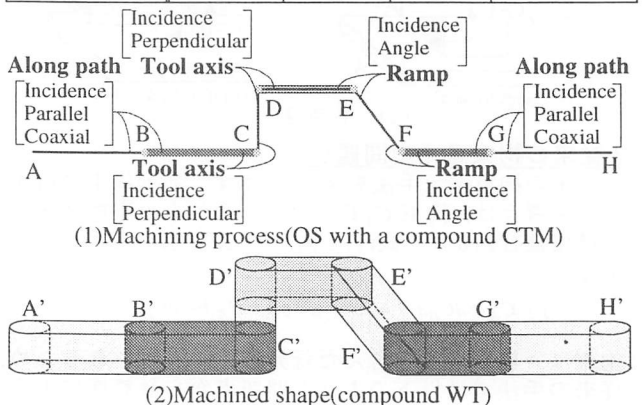 Incidence
Perpendicular
Tool axis
Incidence
Angle
Ramp
Along path
Incidence
Parallel
Coaxial
Along path
Incidence
Parallel
Coaxial
A
B
C
D
E
F
G
H
Tool axis
Incidence
Perpendicular
Ramp
Incidence
Angle
(1)Machining process(OS with a compound CTM)
A'
B'
C'
D'
E'
F'
G'
H'
(2)Machined shape(compound WT)